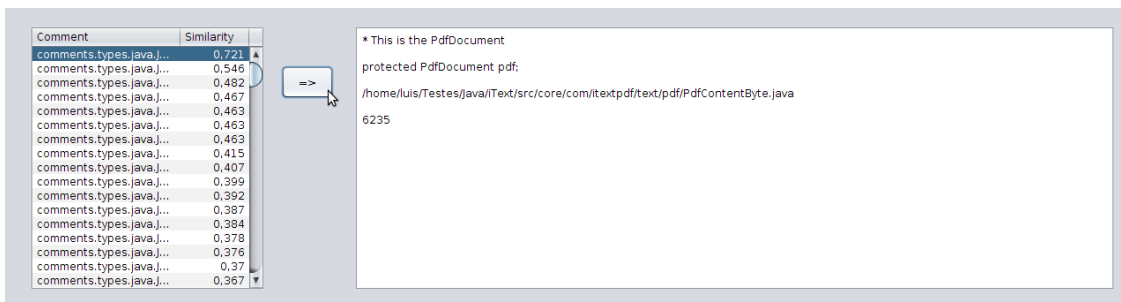 Comment Similarity
comments.types.java.J... 0,721
comments.types.java.J... 0,546
comments.types.java.J... 0,482
comments.types.java.J... 0,467
comments.types.java.J... 0,463
comments.types.java.J... 0,463
comments.types.java.J... 0,463
comments.types.java.J... 0,415
comments.types.java.J... 0,407
comments.types.java.J... 0,399
comments.types.java.J... 0,392
comments.types.java.J... 0,387
comments.types.java.J... 0,384
comments.types.java.J... 0,378
comments.types.java.J... 0,376
comments.types.java.J... 0,37
comments.types.java.J... 0,367
=>
* This is the PdfDocument
protected PdfDocument pdf;
/home/luis/Testes/Java/iText/src/core/com/itextpdf/text/pdf/PdfContentByte.java
6235